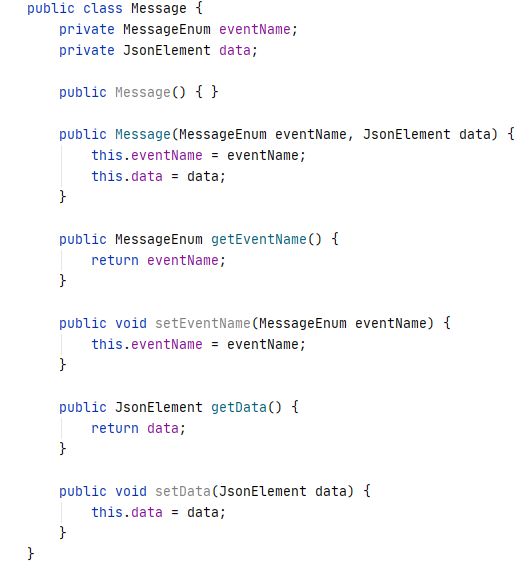 public class Message {
    private MessageEnum eventName;
    private JsonElement data;

    public Message() { }

    public Message(MessageEnum eventName, JsonElement data) {
        this.eventName = eventName;
        this.data = data;
    }

    public MessageEnum getEventName() {
        return eventName;
    }

    public void setEventName(MessageEnum eventName) {
        this.eventName = eventName;
    }

    public JsonElement getData() {
        return data;
    }

    public void setData(JsonElement data) {
        this.data = data;
    }
}